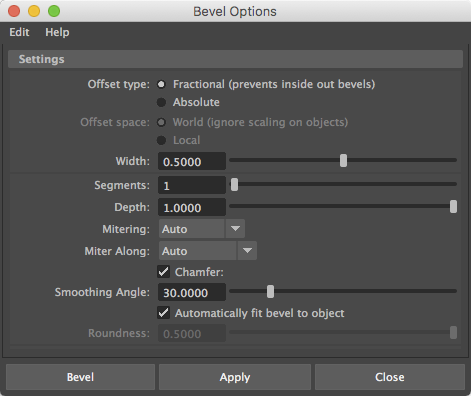 Bevel Options
Edit Help
Settings
Offset type: Fractional (prevents inside out bevels)
Absolute
Offset space: World (ignore scaling on objects)
Local
Width: 0.5000
Segments: 1
Depth: 1.0000
Mitering: Auto
Miter Along: Auto
Chamfer:
Smoothing Angle: 30.0000
Automatically fit bevel to object
Roundness: 0.5000
Bevel Apply Close